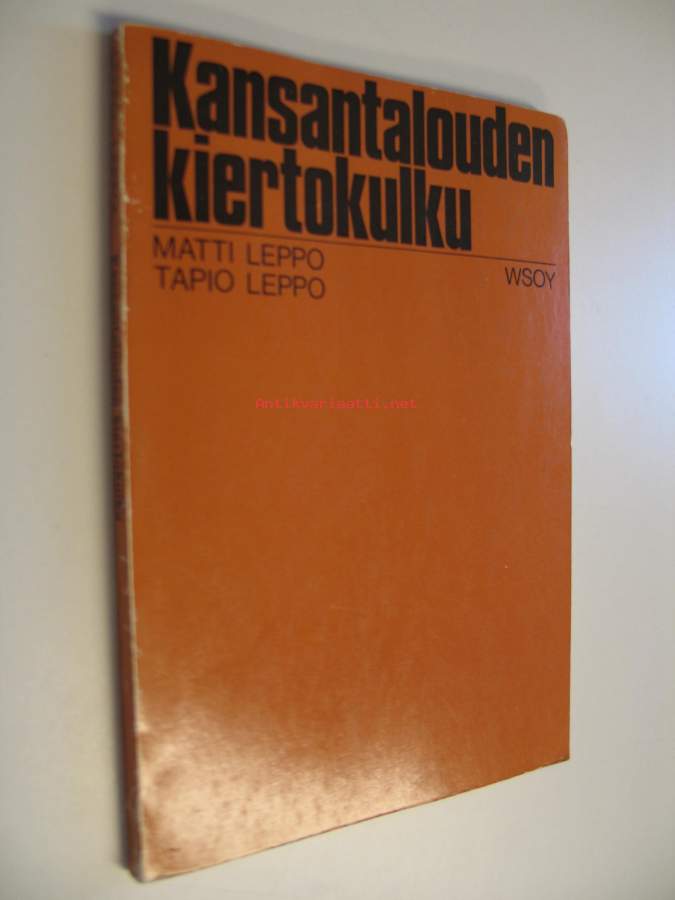 Kansantalouden
kiertokulku
MATTI LEPPO
WSOY
TAPIO LEPPO
Antikvariaatti.net